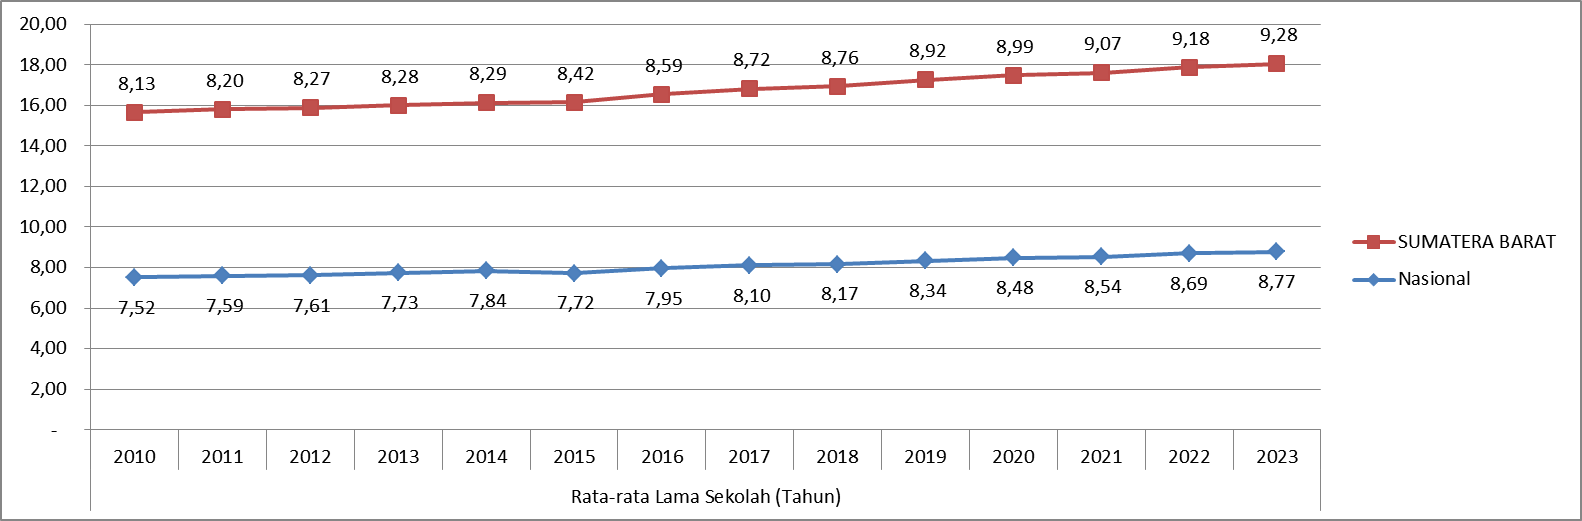 20,00
18,00
16,00
14,00
12,00
10,00
8,00
6,00
4,00
2,00
-
8,13 8,20 8,27 8,28 8,29 8,42 8,59 8,72 8,76 8,92 8,99 9,07 9,18 9,28
7,52 7,59 7,61 7,73 7,84 7,72 7,95 8,10 8,17 8,34 8,48 8,54 8,69 8,77
2010 2011 2012 2013 2014 2015 2016 2017 2018 2019 2020 2021 2022 2023
Rata-rata Lama Sekolah (Tahun)
SUMATERA BARAT
Nasional